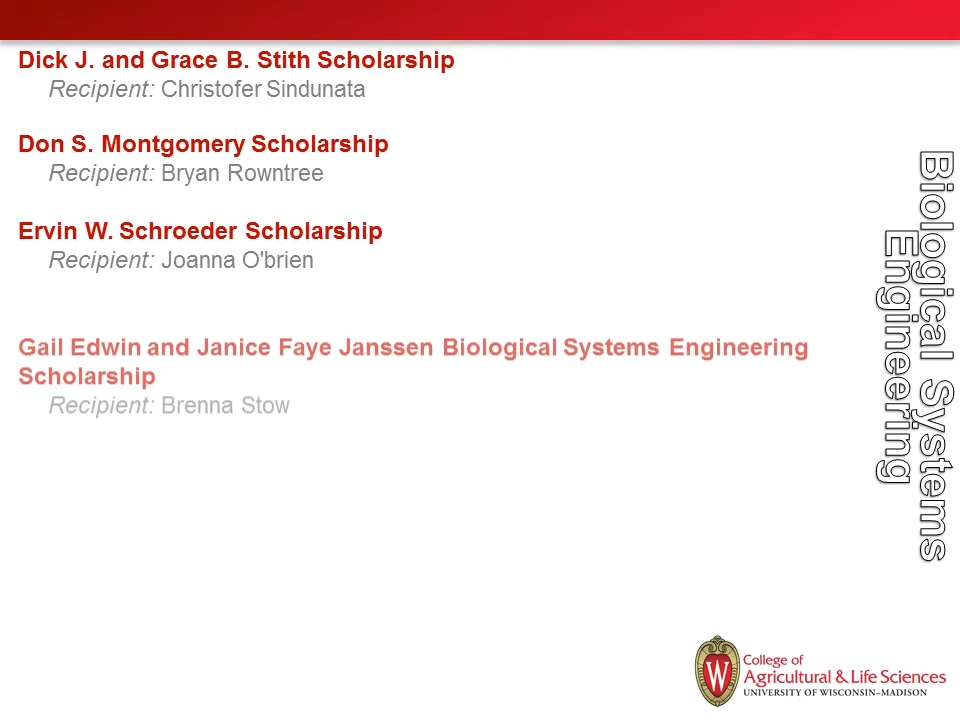 Dick J. and Grace B. Stith Scholarship
Recipient: Christofer Sindunata
Don S. Montgomery Scholarship
Recipient: Bryan Rowntree
Ervin W. Schroeder Scholarship
Recipient: Joanna O'brien
Gail Edwin and Janice Faye Janssen Biological Systems Engineering
Scholarship
Recipient: Brenna Stow
Biological Systems
Engineering
W
College of
Agricultural & Life Sciences
UNIVERSITY OF WISCONSIN–MADISON